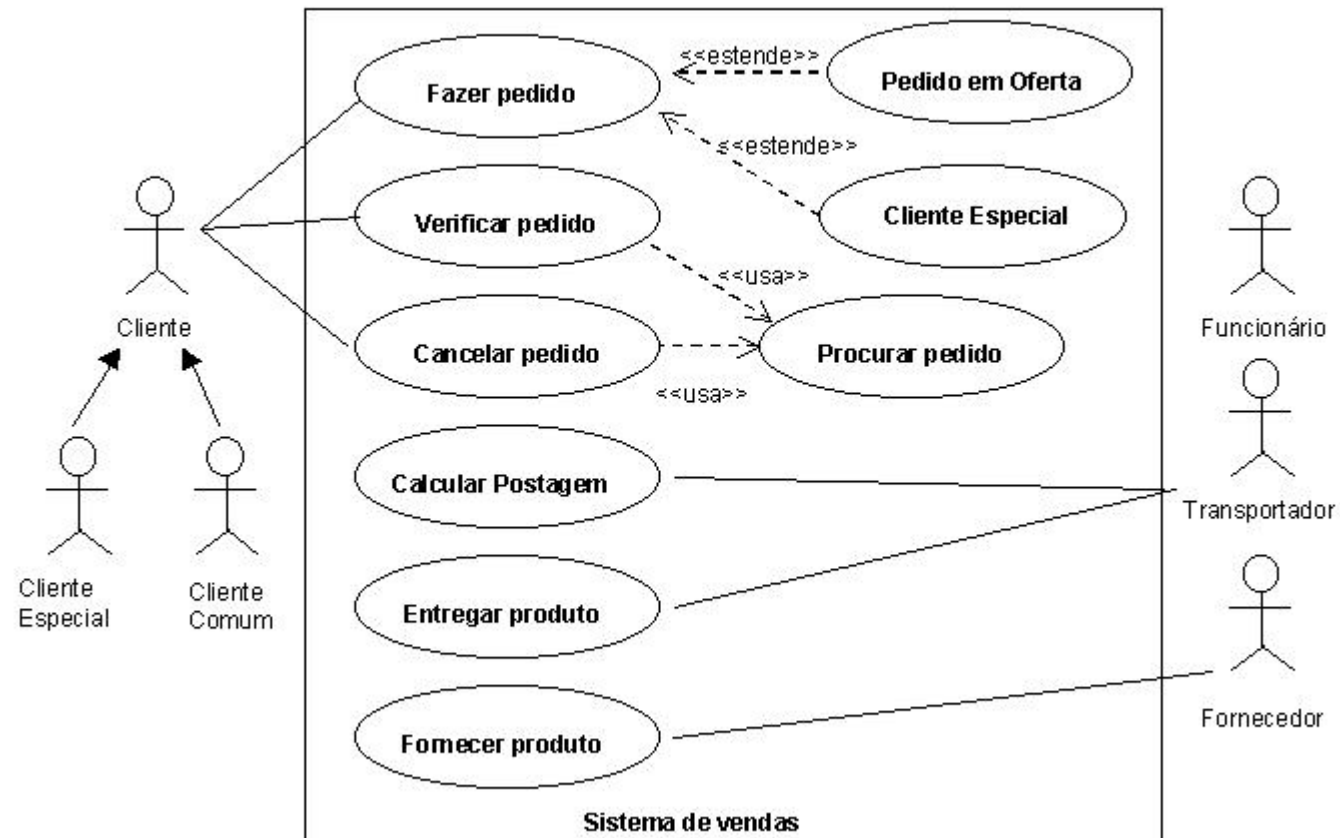 <<estende>>
Pedido em Oferta
Fazer pedido
<<estende>>
Verificar pedido
Cliente Especial
<<usa>>
Cliente
Funcionário
Cancelar pedido
Procurar pedido
<<usa>>
Calcular Postagem
Transportador
Cliente
Especial
Cliente
Comum
Entregar produto
Fornecedor
Fornecer produto
Sistema de vendas